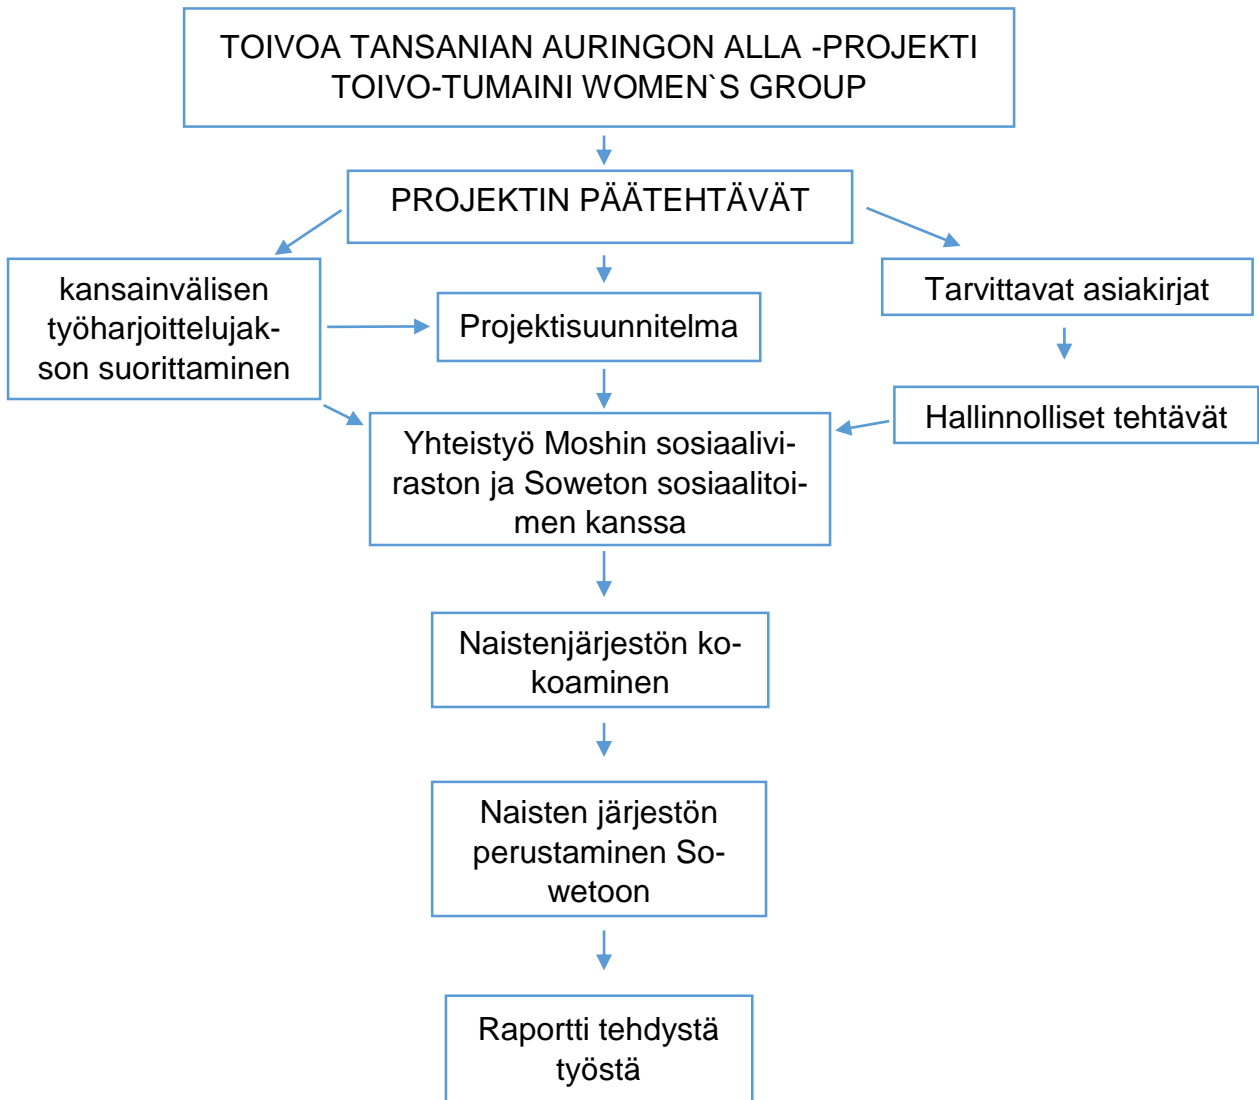 TOIVOA TANSANIAN AURINGON ALLA -PROJEKTI
TOIVO-TUMAINI WOMEN`S GROUP
PROJEKTIN PÄÄTEHTÄVÄT
kansainvälisen
työharjoittelujak-
son suorittaminen
Projektisuunnitelma
Tarvittavat asiakirjat
Hallinnolliset tehtävät
Yhteistyö Moshin sosiaalivi-
raston ja Soweton sosiaalitoi-
men kanssa
Naistenjärjestön ko-
koaminen
Naisten järjestön
perustaminen So-
wetoon
Raportti tehdystä
työstä